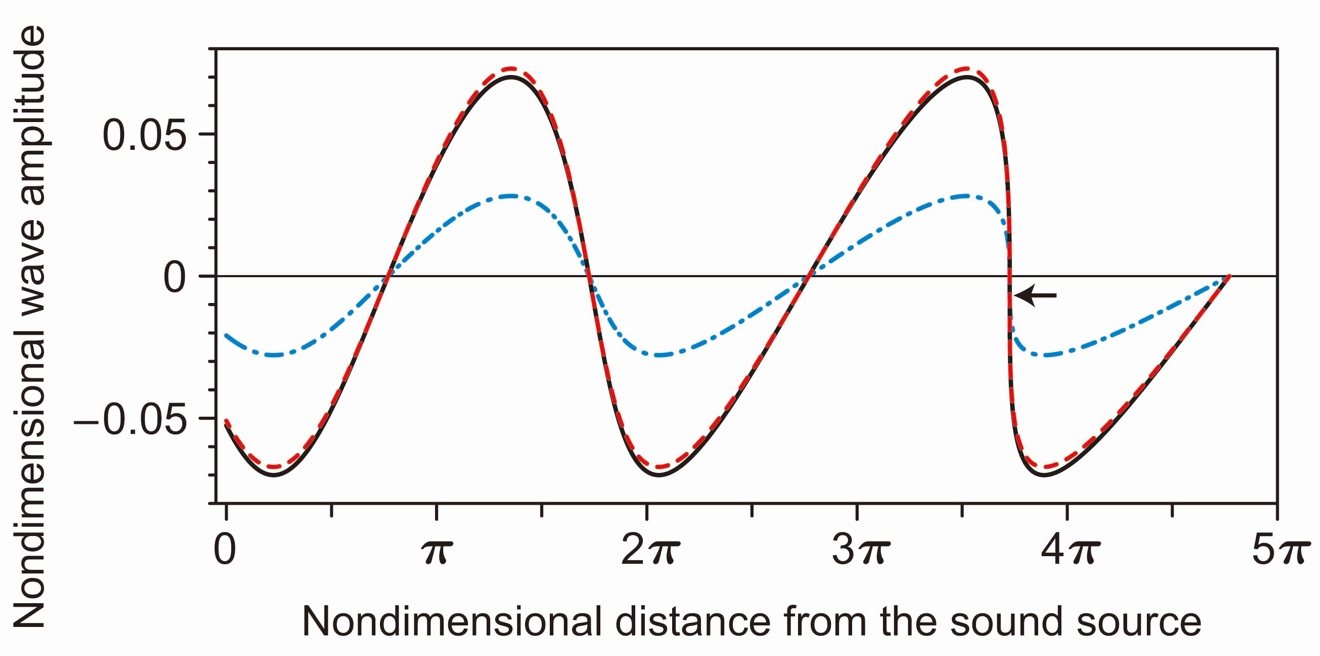 Nondimensional wave amplitude
0.05
0
−0.05
0 π 2π 3π 4π 5π
Nondimensional distance from the sound source